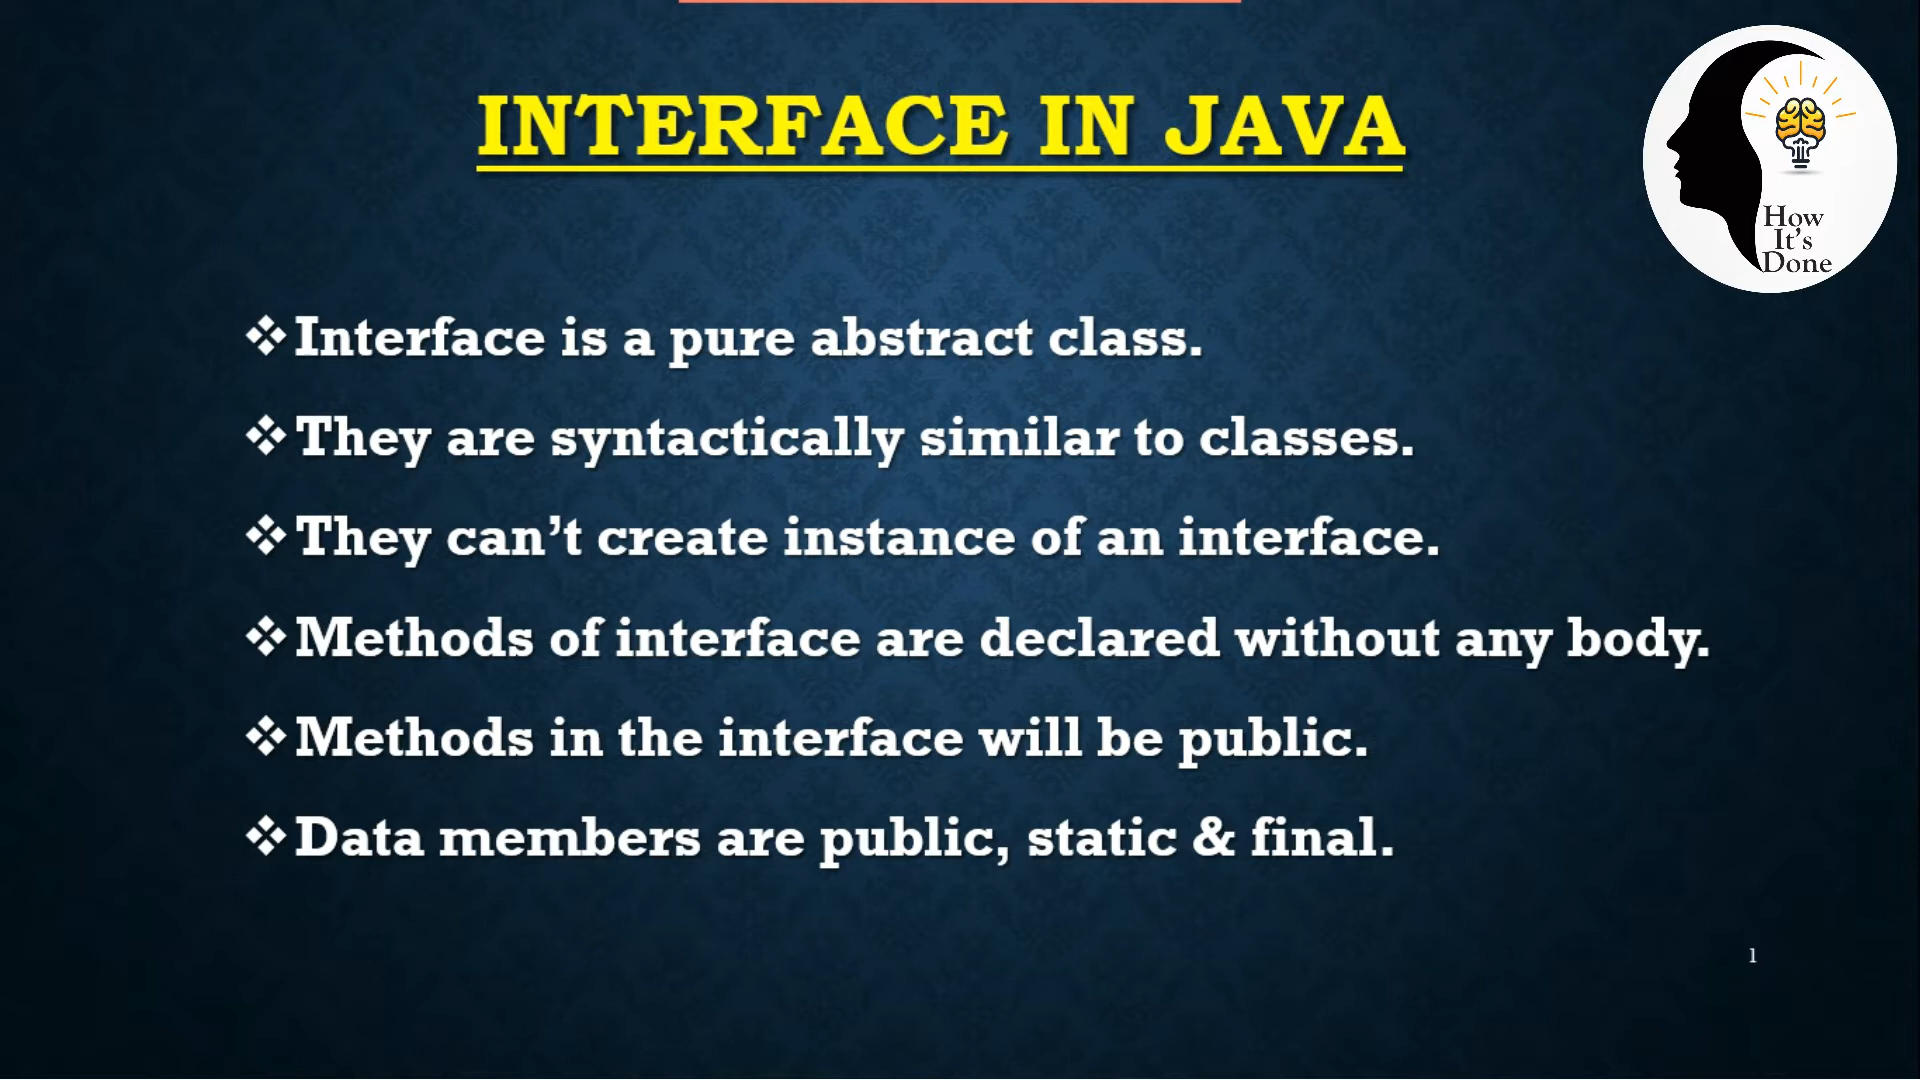 INTERFACE IN JAVA
How
It's
Done
❖Interface is a pure abstract class.
❖They are syntactically similar to classes.
❖They can’t create instance of an interface.
❖Methods of interface are declared without any body.
❖Methods in the interface will be public.
❖Data members are public, static & final.
1